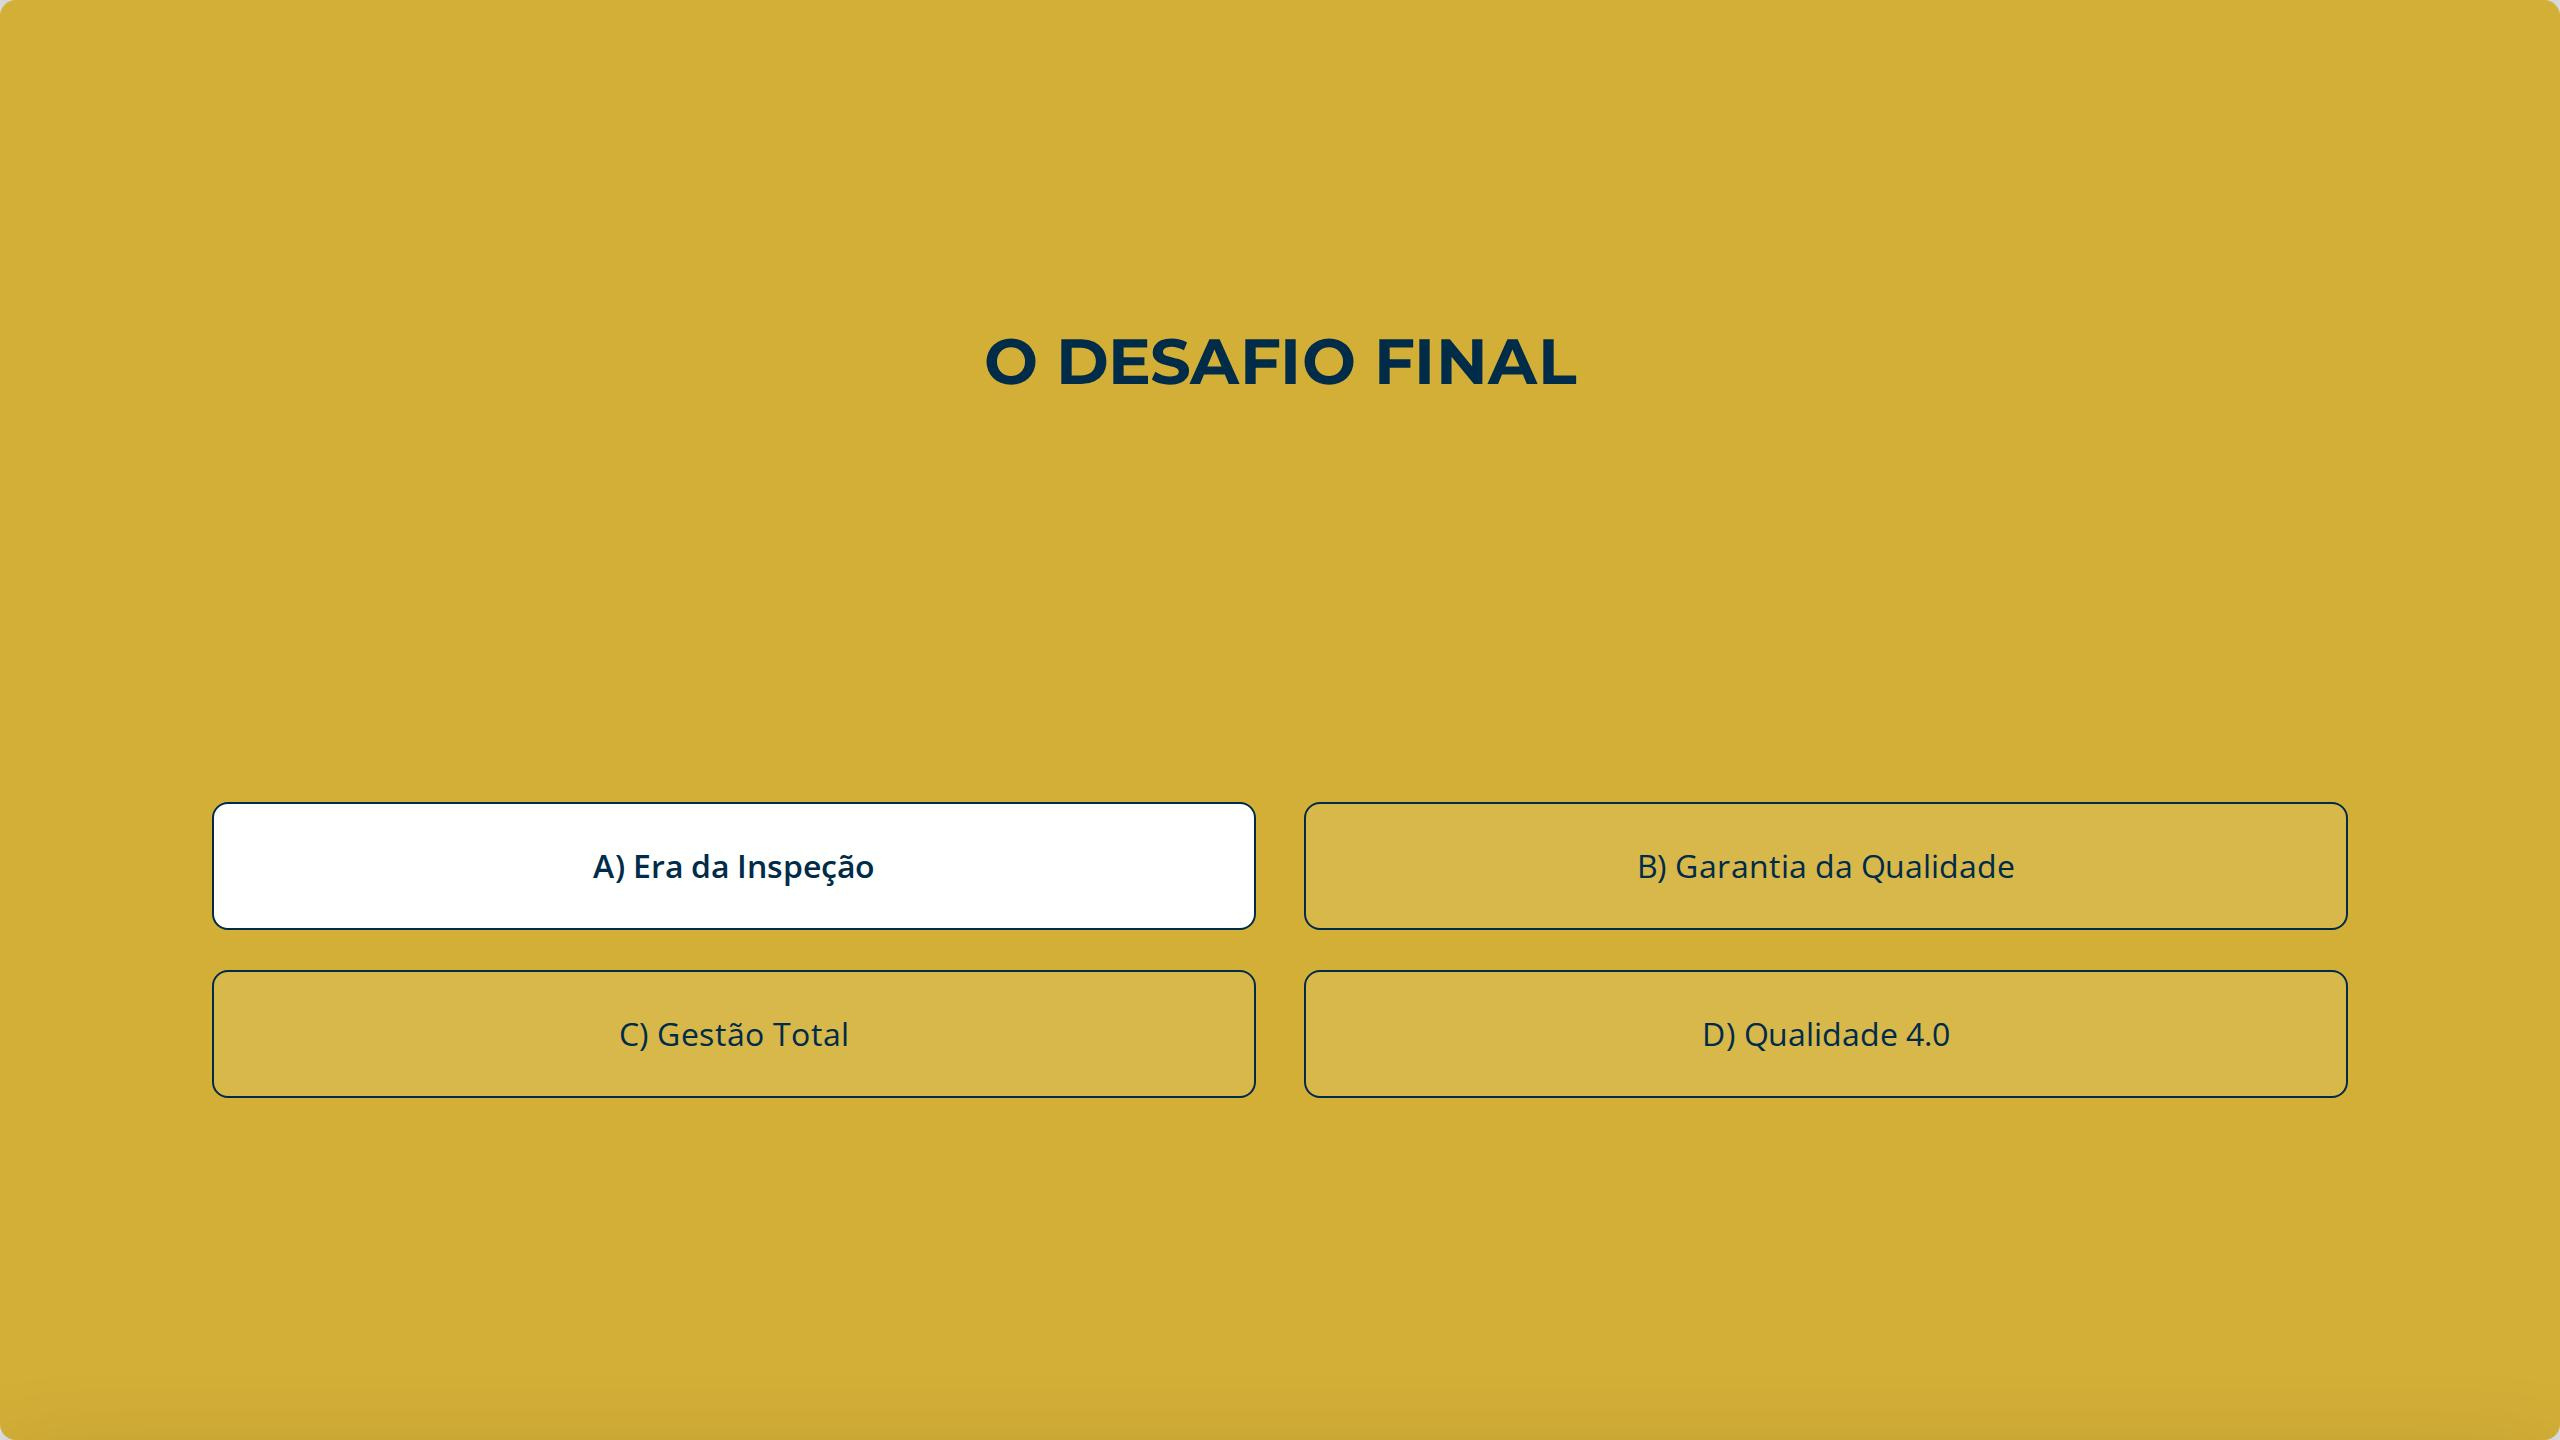 O DESAFIO FINAL
A) Era da Inspeção
B) Garantia da Qualidade
C) Gestão Total
D) Qualidade 4.0